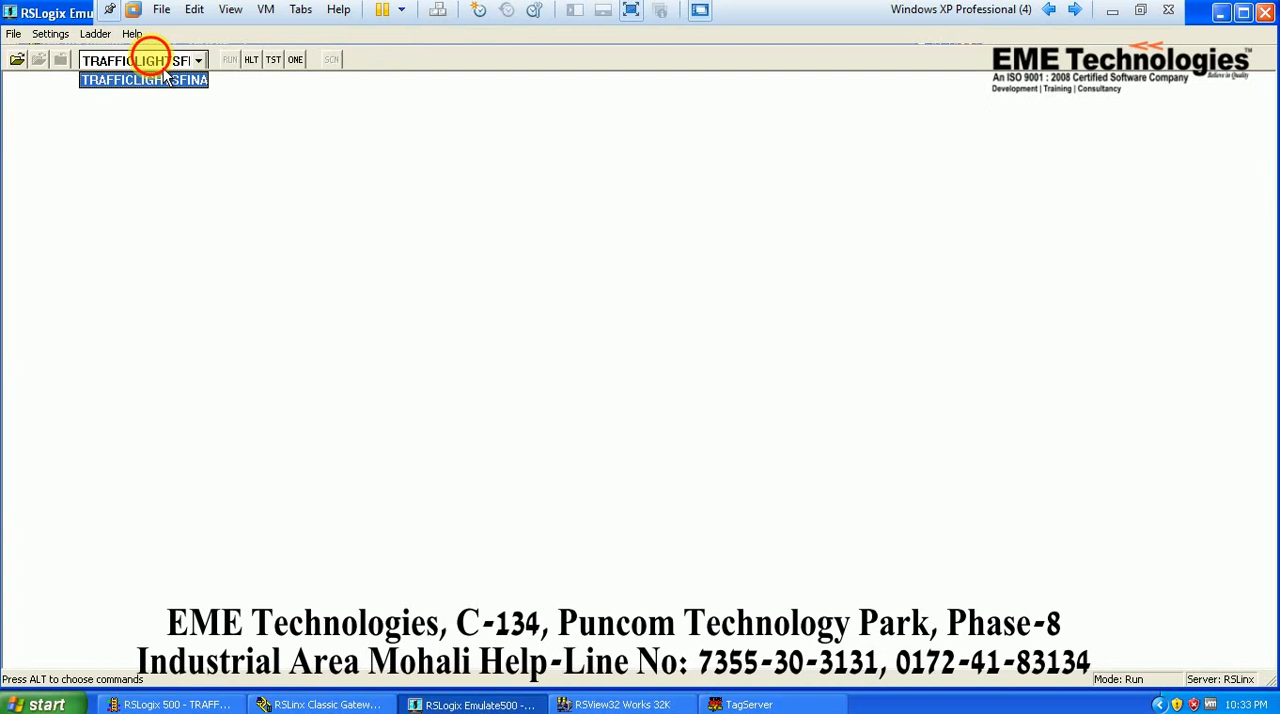 RSLogix Emu
File Edit View VM Tabs Help
Windows XP Professional (4)
File Settings Ladder Help
RUN HLT TST ONE SCN
EME Technologies
An ISO 9001 : 2008 Certified Software Company
Believe in Quality
Development | Training | Consultancy
EME Technologies, C-134, Puncom Technology Park, Phase-8
Industrial Area Mohali Help-Line No: 7355-30-3131, 0172-41-83134
Press ALT to choose commands
Mode: Run
Server: RSLinx
start
RSLogix 500 - TRAFF...
RSLinx Classic Gatew...
RSLogix Emulate500 -...
RSView32 Works 32K
TagServer
10:33 PM